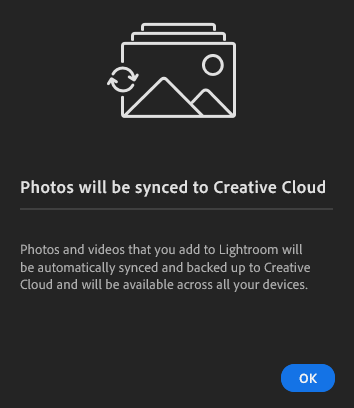 Photos will be synced to Creative Cloud
Photos and videos that you add to Lightroom will
be automatically synced and backed up to Creative
Cloud and will be available across all your devices.
OK